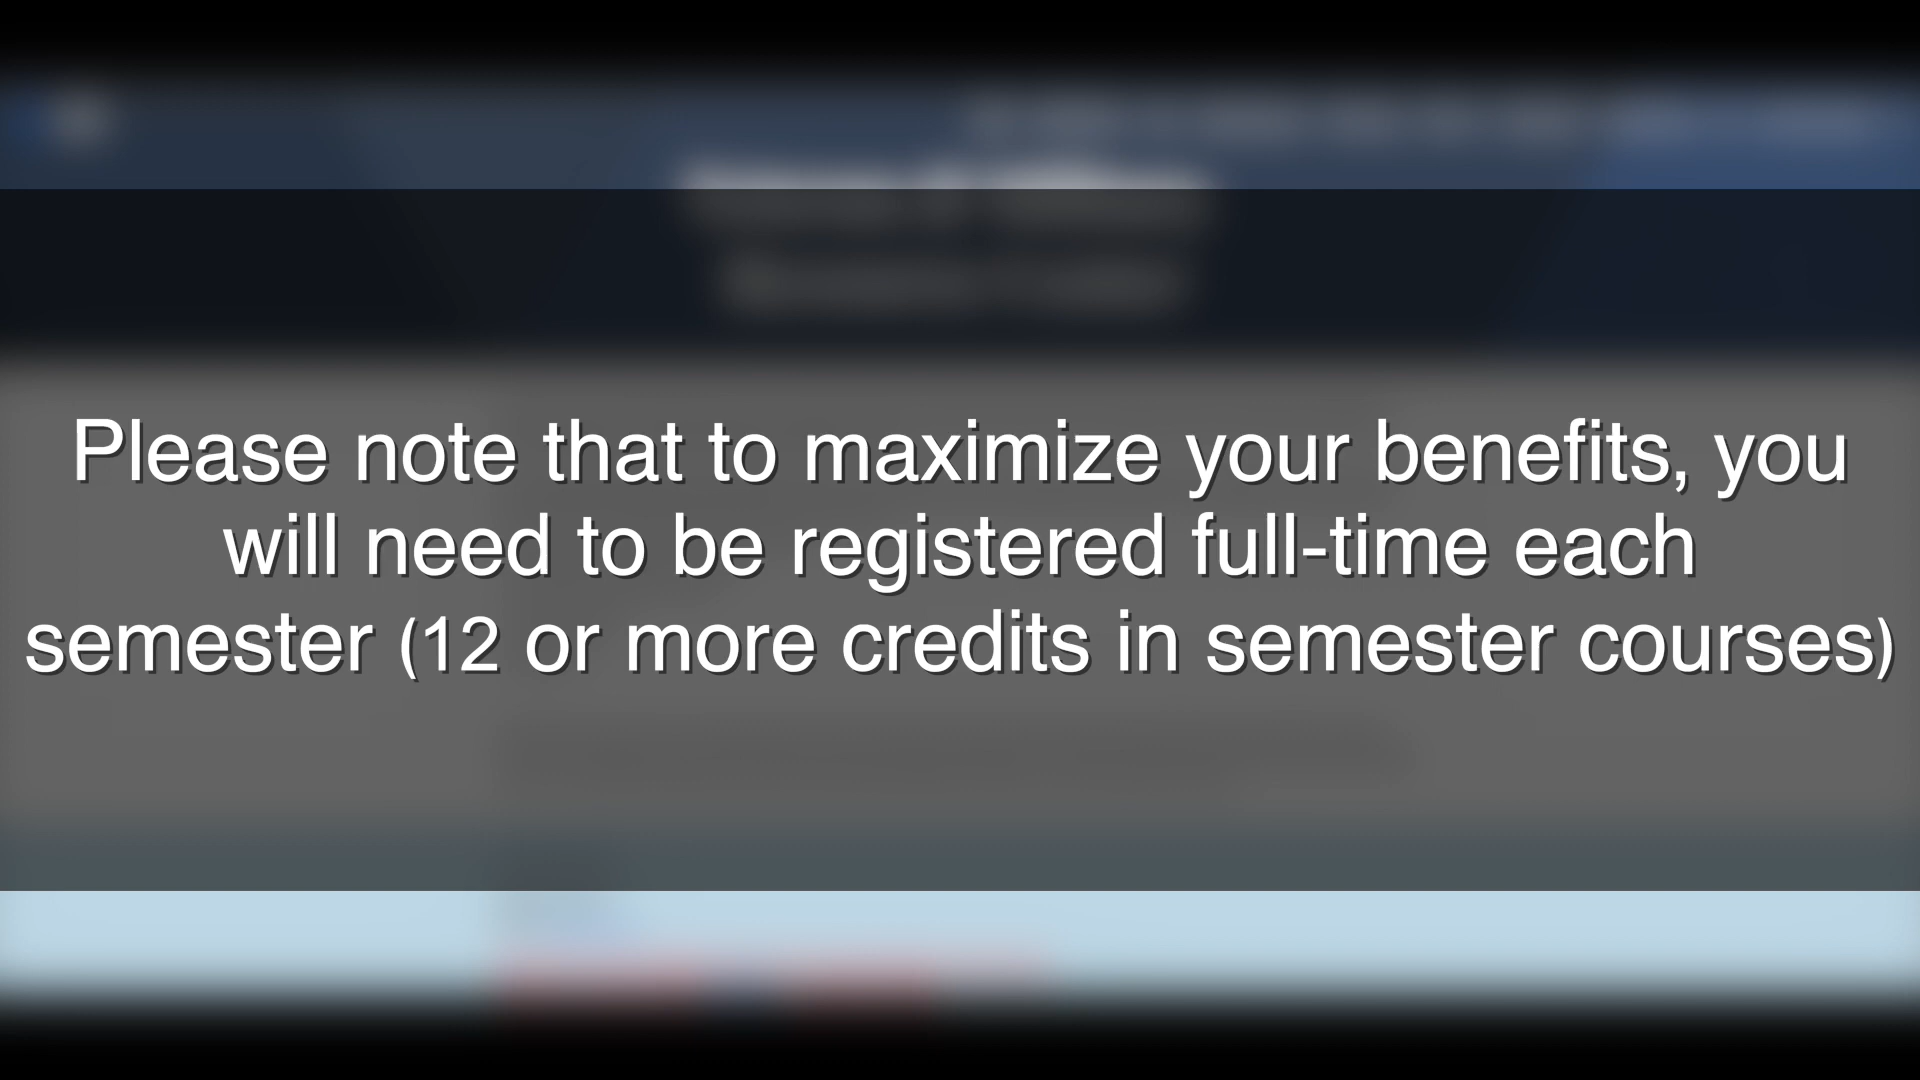 Please note that to maximize your benefits, you
will need to be registered full-time each
semester (12 or more credits in semester courses)